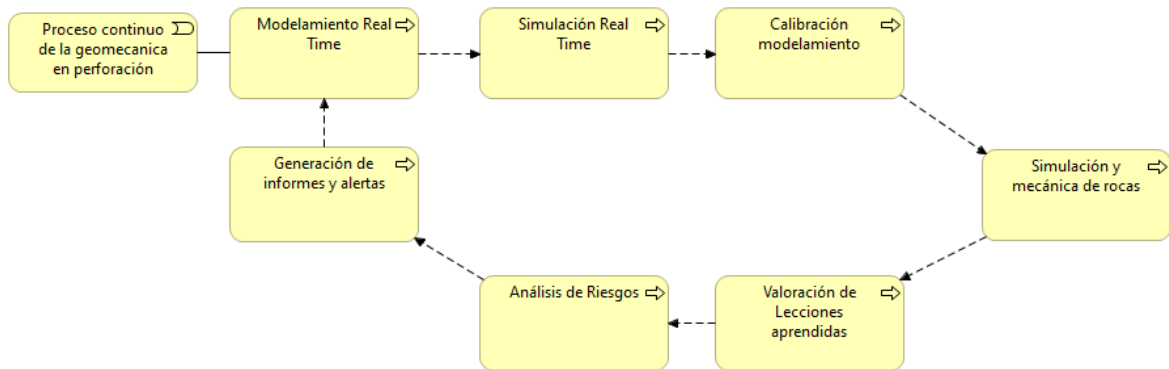 Proceso continuo
de la geomecanica
en perforación
Modelamiento Real
Time
Simulación Real
Time
Calibración
modelamiento
Generación de
informes y alertas
Simulación y
mecánica de rocas
Análisis de Riesgos
Valoración de
Lecciones
aprendidas